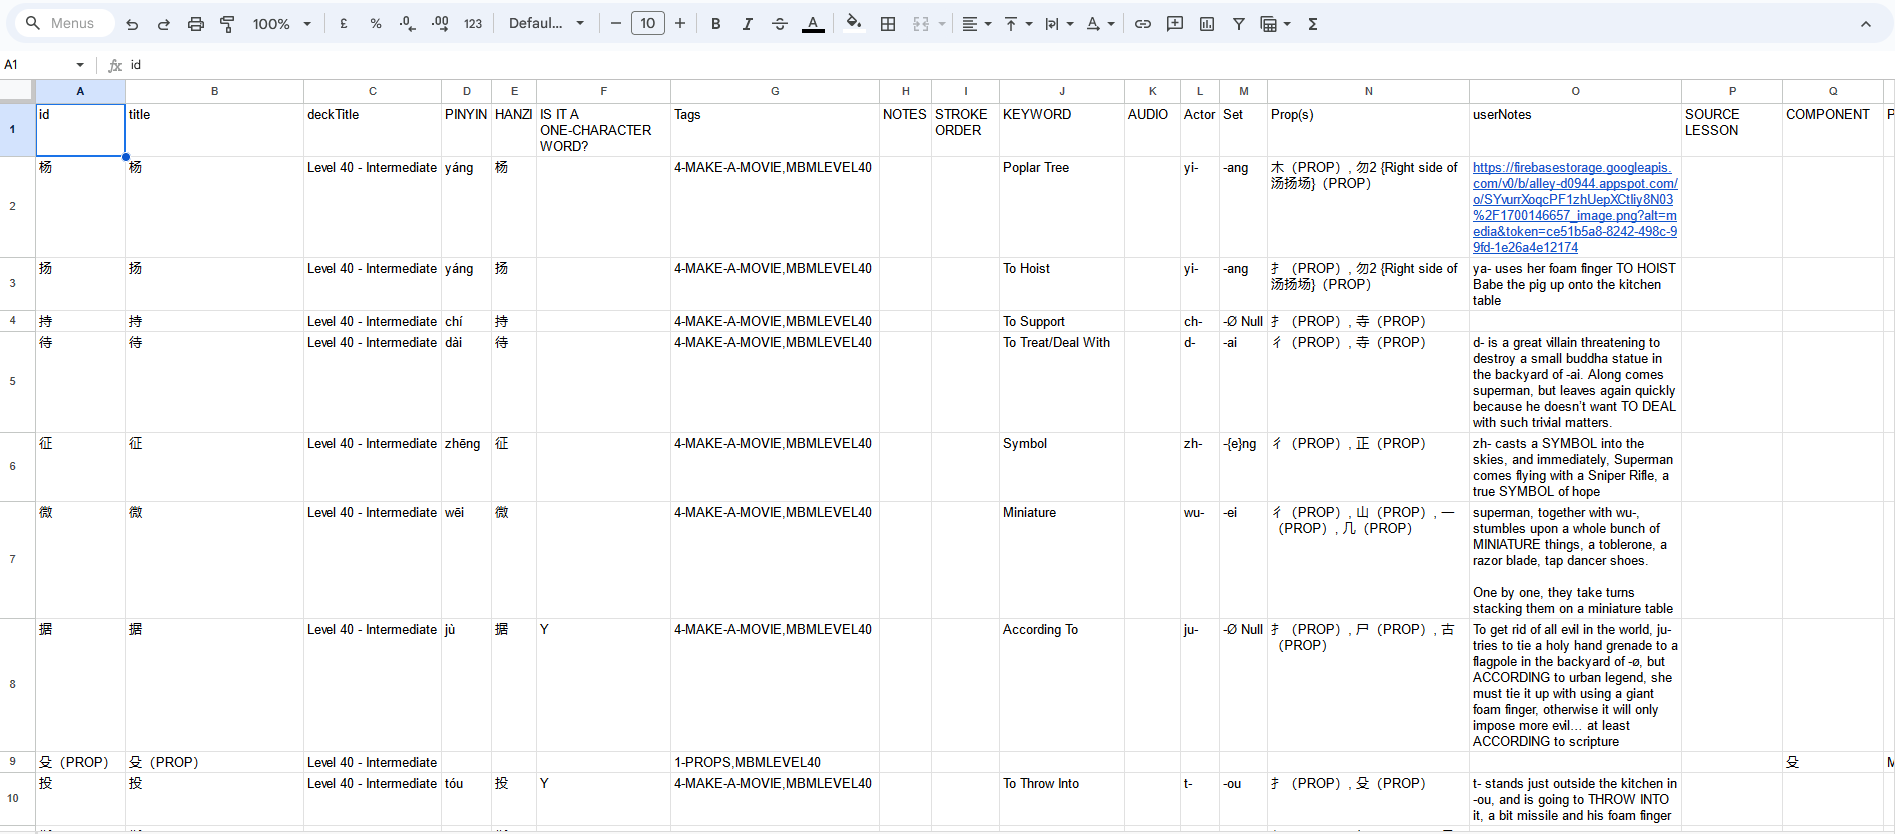 Menus 100% £ % .0 .00 123 Defaul... 10 B I A A
A1 fx id
A B C D E F G H I J K L M N O P Q
1 id title deckTitle PINYIN HANZI IS IT A ONE-CHARACTER WORD? Tags NOTES STROKE ORDER KEYWORD AUDIO Actor Set Prop(s) userNotes SOURCE LESSON COMPONENT P
2 杨 杨 Level 40 - Intermediate yáng 杨 4-MAKE-A-MOVIE,MBMLEVEL40 Poplar Tree yi- -ang 木（PROP）, 勿2 {Right side of
汤扬场}（PROP）
https://firebasestorage.googleapis.
com/v0/b/alley-d0944.appspot.com/
o/SYvurrXoqcPF1zhUepXCtIiy8N03
%2F1700146657_image.png?alt=m
edia&token=ce51b5a8-8242-498c-9
9fd-1e26a4e12174
3 扬 扬 Level 40 - Intermediate yáng 扬 4-MAKE-A-MOVIE,MBMLEVEL40 To Hoist yi- -ang 扌（PROP）, 勿2 {Right side of
汤扬场}（PROP）
ya- uses her foam finger TO HOIST
Babe the pig up onto the kitchen
table
4 持 持 Level 40 - Intermediate chí 持 4-MAKE-A-MOVIE,MBMLEVEL40 To Support ch- -Ø Null 扌（PROP）, 寺（PROP）
5 待 待 Level 40 - Intermediate dài 待 4-MAKE-A-MOVIE,MBMLEVEL40 To Treat/Deal With d- -ai 彳（PROP）, 寺（PROP）
d- is a great villain threatening to
destroy a small buddha statue in
the backyard of -ai. Along comes
superman, but leaves again quickly
because he doesn't want TO DEAL
with such trivial matters.
6 征 征 Level 40 - Intermediate zhēng 征 4-MAKE-A-MOVIE,MBMLEVEL40 Symbol zh- -{e}ng 彳（PROP）, 正（PROP）
zh- casts a SYMBOL into the
skies, and immediately, Superman
comes flying with a Sniper Rifle, a
true SYMBOL of hope
7 微 微 Level 40 - Intermediate wēi 微 4-MAKE-A-MOVIE,MBMLEVEL40 Miniature wu- -ei 彳（PROP）, 山（PROP）, 一
（PROP）, 几（PROP）
superman, together with wu-,
stumbles upon a whole bunch of
MINIATURE things, a toblerone, a
razor blade, tap dancer shoes.
One by one, they take turns
stacking them on a miniature table
8 据 据 Level 40 - Intermediate jù 据 Y 4-MAKE-A-MOVIE,MBMLEVEL40 According To ju- -Ø Null 扌（PROP）, 尸（PROP）, 古
（PROP）
To get rid of all evil in the world, ju-
tries to tie a holy hand grenade to a
flagpole in the backyard of -ø, but
ACCORDING to urban legend, she
must tie it up with using a giant
foam finger, otherwise it will only
impose more evil... at least
ACCORDING to scripture
9 殳（PROP） 殳（PROP） Level 40 - Intermediate 1-PROPS,MBMLEVEL40 殳 M
10 投 投 Level 40 - Intermediate tóu 投 Y 4-MAKE-A-MOVIE,MBMLEVEL40 To Throw Into t- -ou 扌（PROP）, 殳（PROP）
t- stands just outside the kitchen in
-ou, and is going to THROW INTO
it, a bit missile and his foam finger